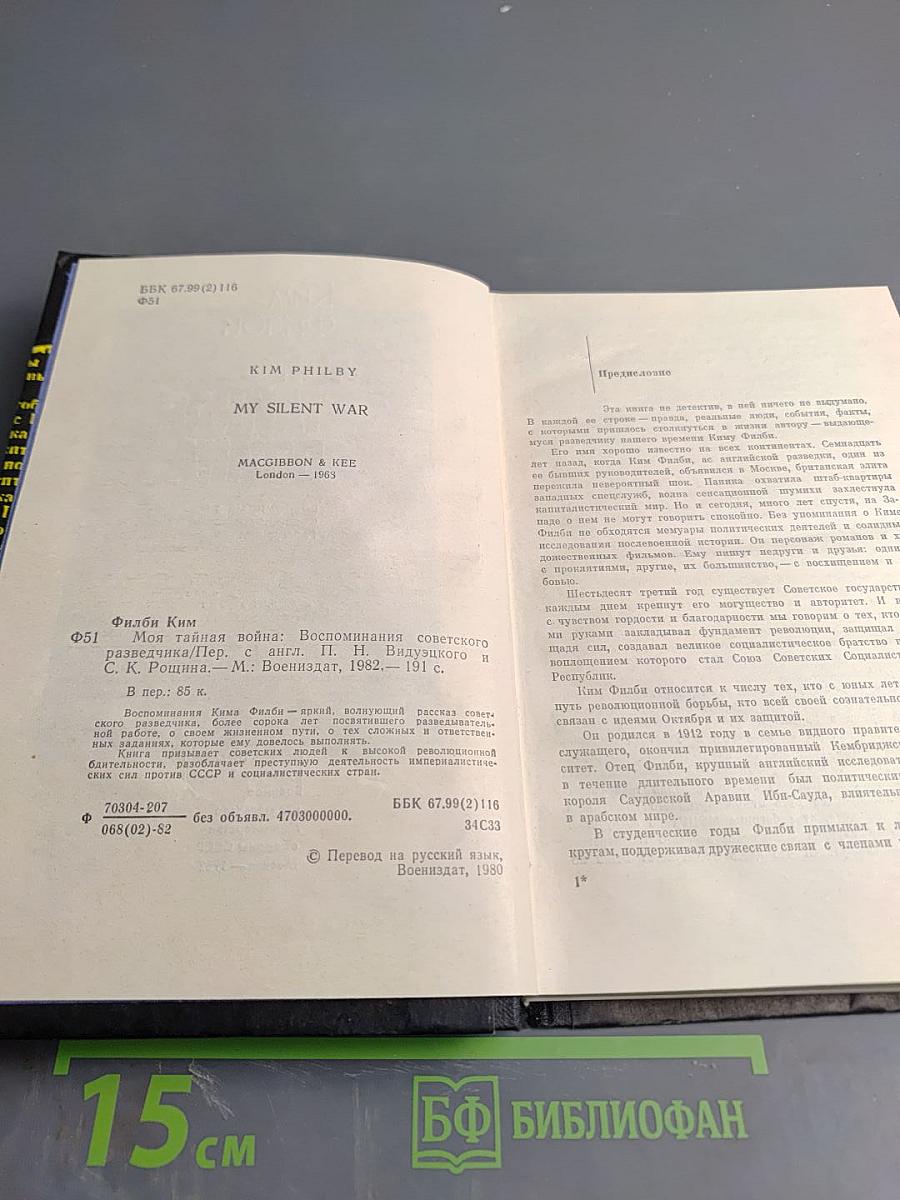 ББК 67.99(2)116
Ф51
KIM PHILBY
MY SILENT WAR
MACGIBBON & KEE
London — 1968
Филби Ким
Ф51 Моя тайная война: Воспоминания советского
разведчика/Пер. с англ. П. Н. Видуэцкого и
С. К. Рощина.— М.: Воениздат, 1982.— 191 с.
В пер.: 85 к.
Воспоминания Кима Филби — яркий, волнующий рассказ совет-
ского разведчика, более сорока лет посвятившего разведыватель-
ной работе, о своем жизненном пути, о тех сложных и ответствен-
ных заданиях, которые ему довелось выполнять.
Книга призывает советских людей к высокой революционной
бдительности, разоблачает преступную деятельность империалистиче-
ских сил против СССР и социалистических стран.
Ф 70304-207
068(02)-82 без объявл. 4703000000.
ББК 67.99(2)116
34С33
© Перевод на русский язык,
Воениздат, 1980
Предисловие
Эта книга не детектив, в ней ничего не выдумано.
В каждой ее строке — правда, реальные люди, события, факты,
с которыми пришлось столкнуться в жизни автору — выдающе-
муся разведчику нашего времени Киму Филби.
Его имя хорошо известно на всех континентах. Семнадцать
лет назад, когда Ким Филби, ас английской разведки, один из
ее бывших руководителей, объявился в Москве, британская элита
пережила невероятный шок. Паника охватила штаб-квартиры
западных спецслужб, волна сенсационной шумихи захлестнула
капиталистический мир. Но и сегодня, много лет спустя, на За-
паде о нем не могут говорить спокойно. Без упоминания о Киме
Филби не обходятся мемуары политических деятелей и солидные
исследования послевоенной истории. Он персонаж романов и х
дожественных фильмов. Ему пишут недруги и друзья: одни
с проклятиями, другие, их большинство,— с восхищением и
бовью.
Шестьдесят третий год существует Советское государств
каждым днем крепнут его могущество и авторитет. И в
с чувством гордости и благодарности мы говорим о тех, кто
ми руками закладывал фундамент революции, защищал
щадя сил, создавал великое социалистическое братство
воплощением которого стал Союз Советских Социалист
Республик.
Ким Филби относится к числу тех, кто с юных лет
путь революционной борьбы, кто всей своей сознательно
связан с идеями Октября и их защитой.
Он родился в 1912 году в семье видного правите
служащего, окончил привилегированный Кембриджс
ситет. Отец Филби, крупный английский исследоват
в течение длительного времени был политически
короля Саудовской Аравии Ибн-Сауда, влиятель
в арабском мире.
В студенческие годы Филби примыкал к л
кругам, поддерживал дружеские связи с членами
1*
15 см
БФ БИБЛИОФАН